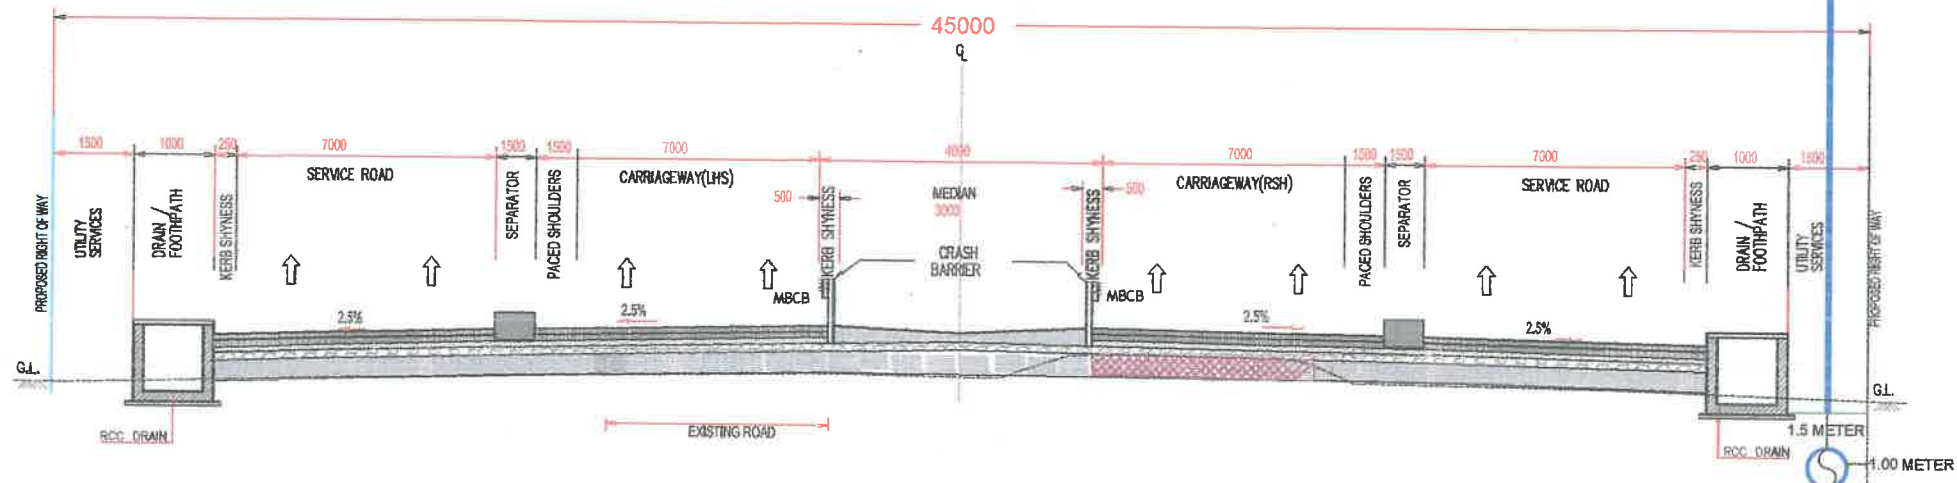 45000
℄
1500 1000 250 7000 1500 1500 7000 4000 7000 1500 1500 7000 250 1000 1500
PROPOSED RIGHT OF WAY
UTILITY
SERVICES
DRAIN/
FOOTHPATH
KERB SHYNESS
SERVICE ROAD
SEPARATOR
PACED SHOULDERS
CARRIAGEWAY(LHS)
500
KERB SHYNESS
MEDIAN
3000
CRASH
BARRIER
KERB SHYNESS
500
CARRIAGEWAY(RSH)
PACED SHOULDERS
SEPARATOR
SERVICE ROAD
KERB SHYNESS
DRAIN/
FOOTHPATH
UTILITY
SERVICES
PROPOSED RIGHT OF WAY
MBCB
MBCB
2.5%
2.5%
2.5%
2.5%
G.L.
G.L.
RCC DRAIN
EXISTING ROAD
RCC DRAIN
1.5 METER
1.00 METER